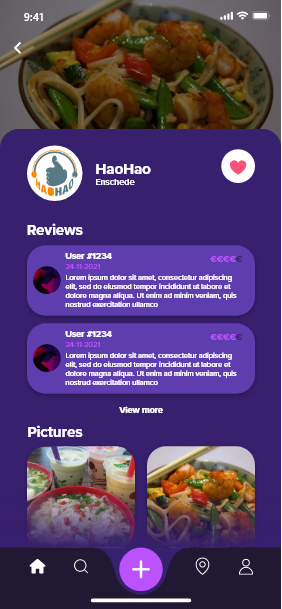 9:41
HAOHAO
HaoHao
Enschede
Reviews
User #1234
€€€€€
24-11-2021
Lorem ipsum dolor sit amet, consectetur adipiscing
elit, sed do eiusmod tempor incididunt ut labore et
dolore magna aliqua. Ut enim ad minim veniam, quis
nostrud exercitation ullamco
User #1234
€€€€€
24-11-2021
Lorem ipsum dolor sit amet, consectetur adipiscing
elit, sed do eiusmod tempor incididunt ut labore et
dolore magna aliqua. Ut enim ad minim veniam, quis
nostrud exercitation ullamco
View more
Pictures